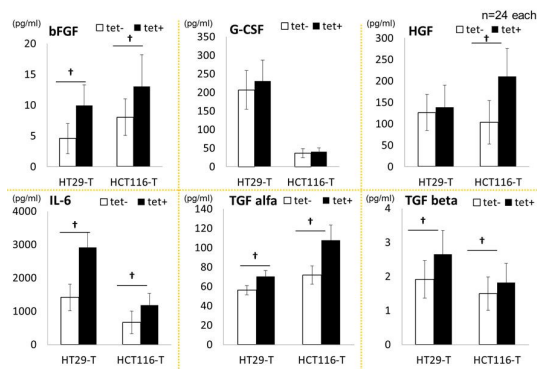 n=24 each
(pg/ml)
bFGF
tet- tet+
†
†
20
15
10
5
0
HT29-T HCT116-T
(pg/ml)
G-CSF
tet- tet+
300
250
200
150
100
50
0
HT29-T HCT116-T
(pg/ml)
HGF
tet- tet+
†
300
250
200
150
100
50
0
HT29-T HCT116-T
(pg/ml)
IL-6
tet- tet+
†
†
4000
3000
2000
1000
0
HT29-T HCT116-T
(pg/ml)
TGF alfa
tet- tet+
†
†
140
120
100
80
60
40
20
0
HT29-T HCT116-T
(pg/ml)
TGF beta
tet- tet+
†
†
4
3
2
1
0
HT29-T HCT116-T